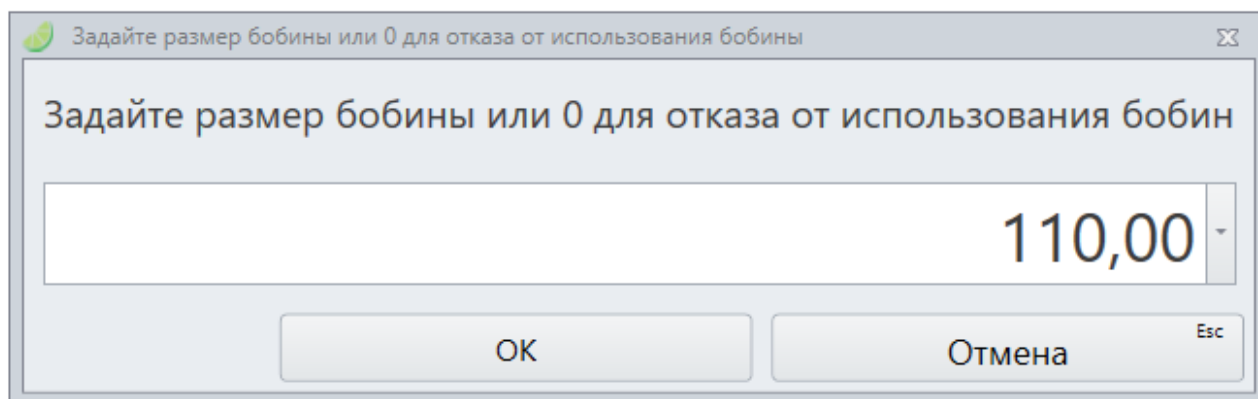 Задайте размер бобины или 0 для отказа от использования бобины
Задайте размер бобины или 0 для отказа от использования бобин
110,00
OK
Отмена
Esc